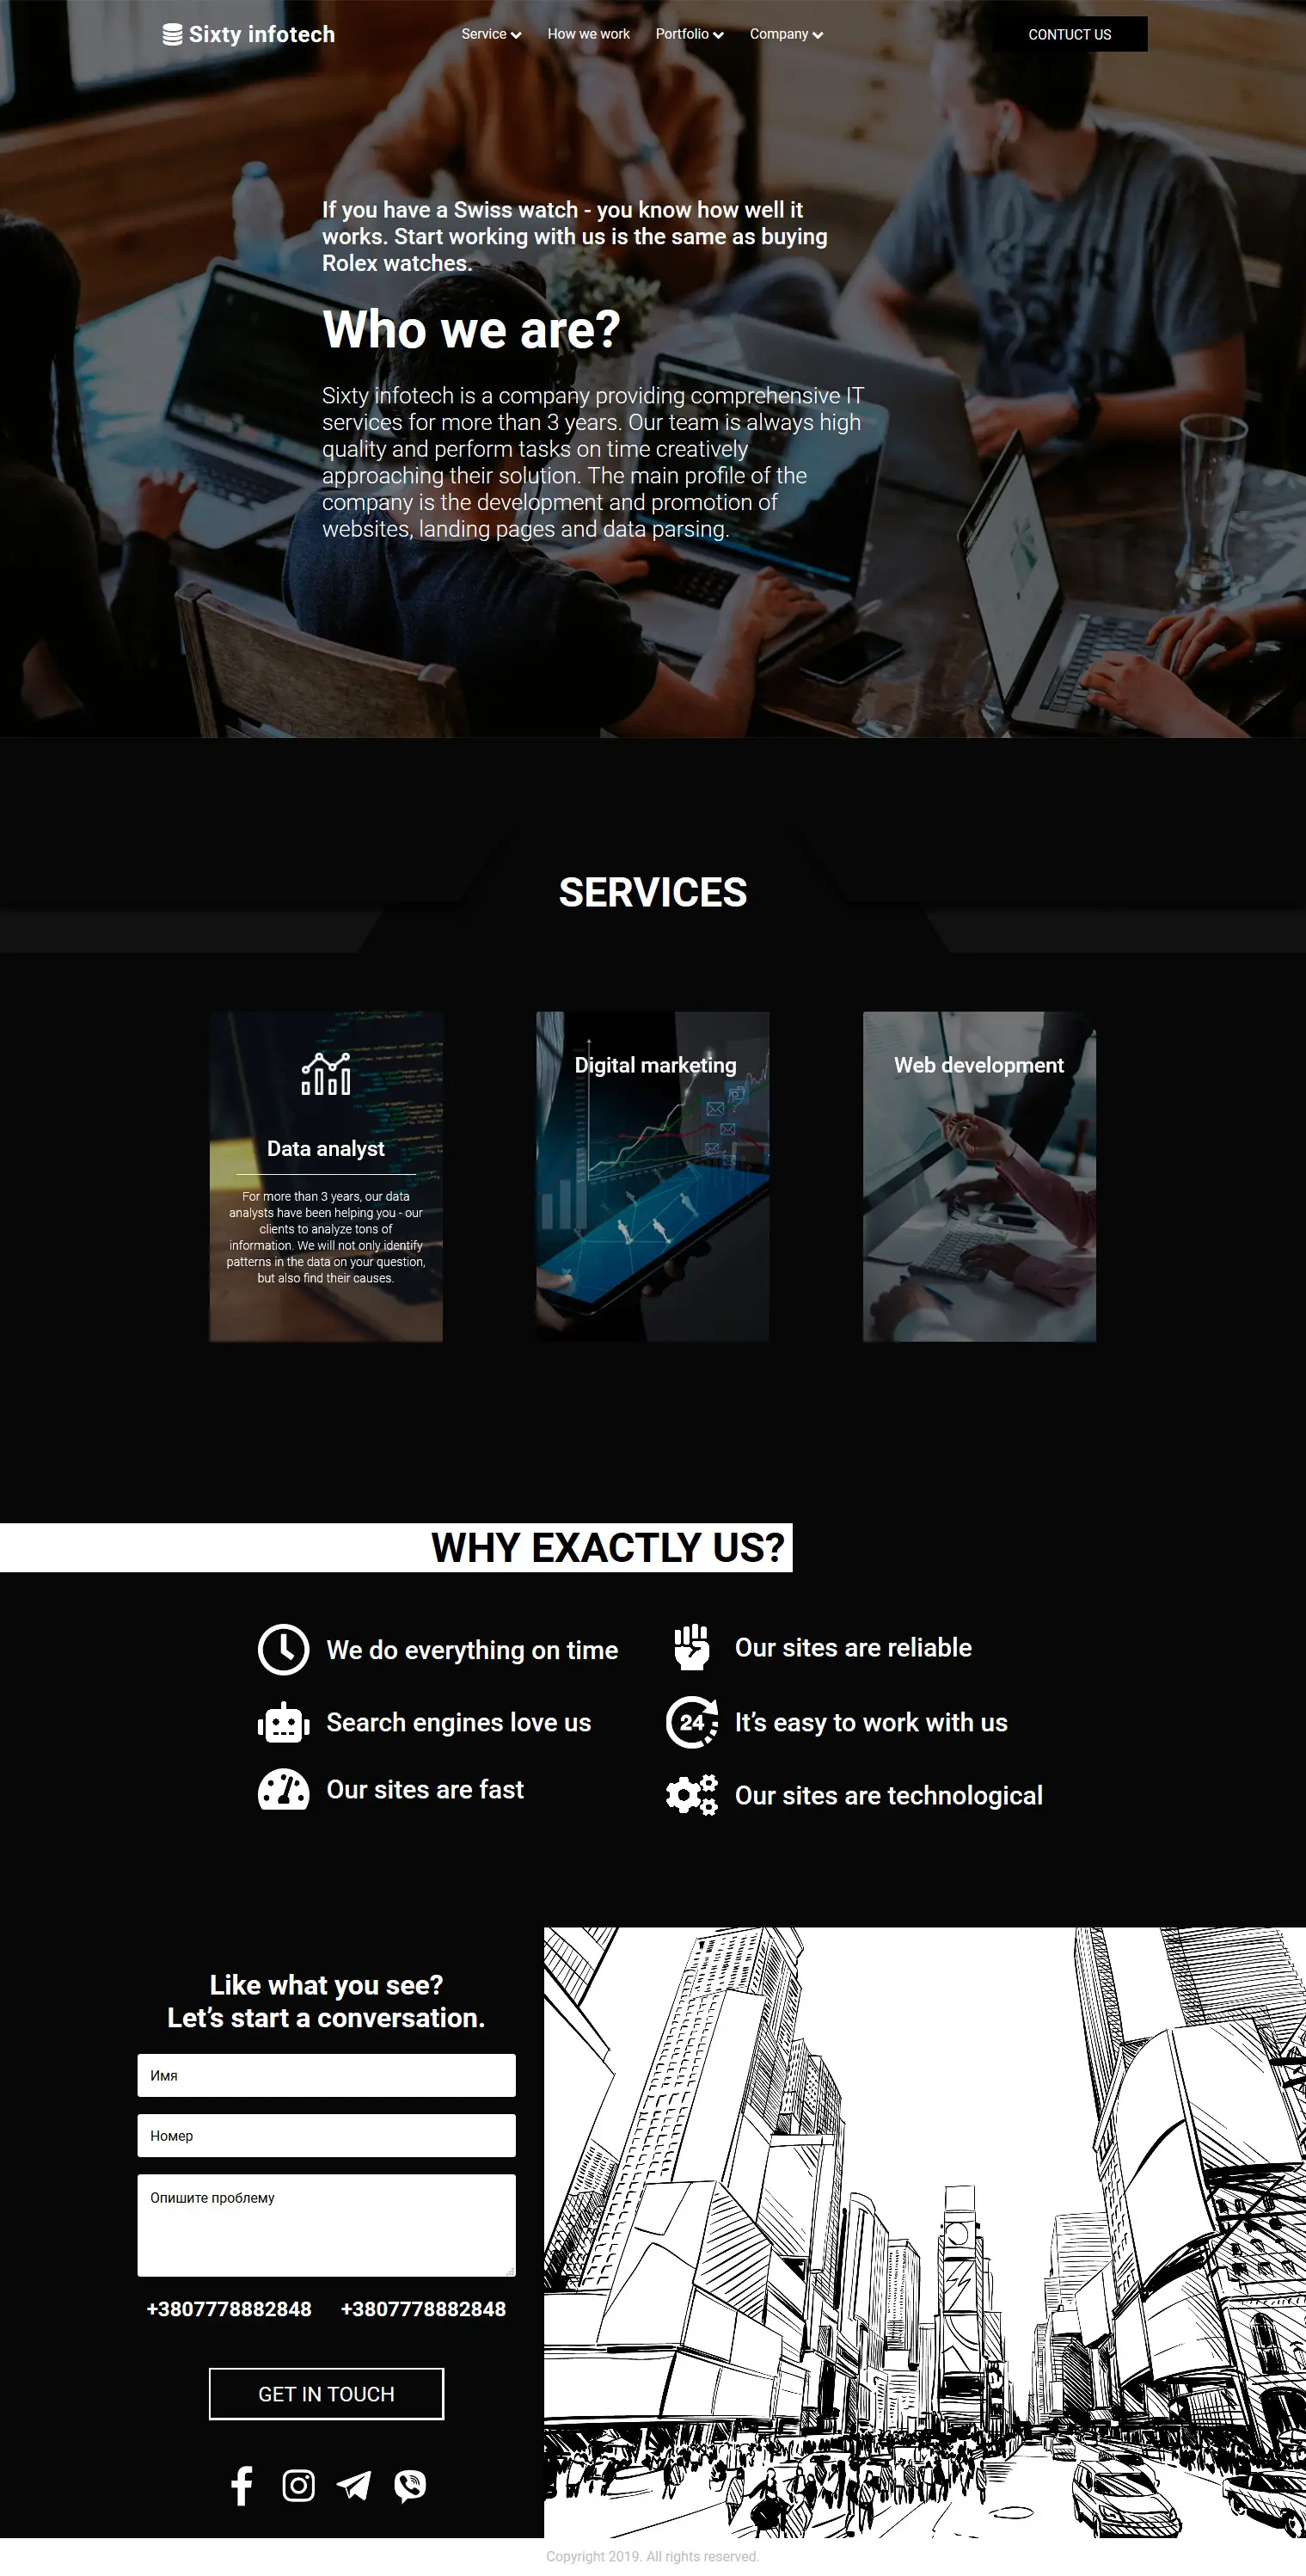 Sixty infotech
Service
How we work
Portfolio
Company
CONTUCT US
If you have a Swiss watch - you know how well it
works. Start working with us is the same as buying
Rolex watches.
Who we are?
Sixty infotech is a company providing comprehensive IT
services for more than 3 years. Our team is always high
quality and perform tasks on time creatively
approaching their solution. The main profile of the
company is the development and promotion of
websites, landing pages and data parsing.
SERVICES
Data analyst
For more than 3 years, our data
analysts have been helping you - our
clients to analyze tons of
information. We will not only identify
patterns in the data on your question,
but also find their causes.
Digital marketing
Web development
WHY EXACTLY US?
We do everything on time
Our sites are reliable
Search engines love us
24
It’s easy to work with us
Our sites are fast
Our sites are technological
Like what you see?
Let’s start a conversation.
Имя
Номер
Опишите проблему
+3807778882848
+3807778882848
GET IN TOUCH
Copyright 2019. All rights reserved.